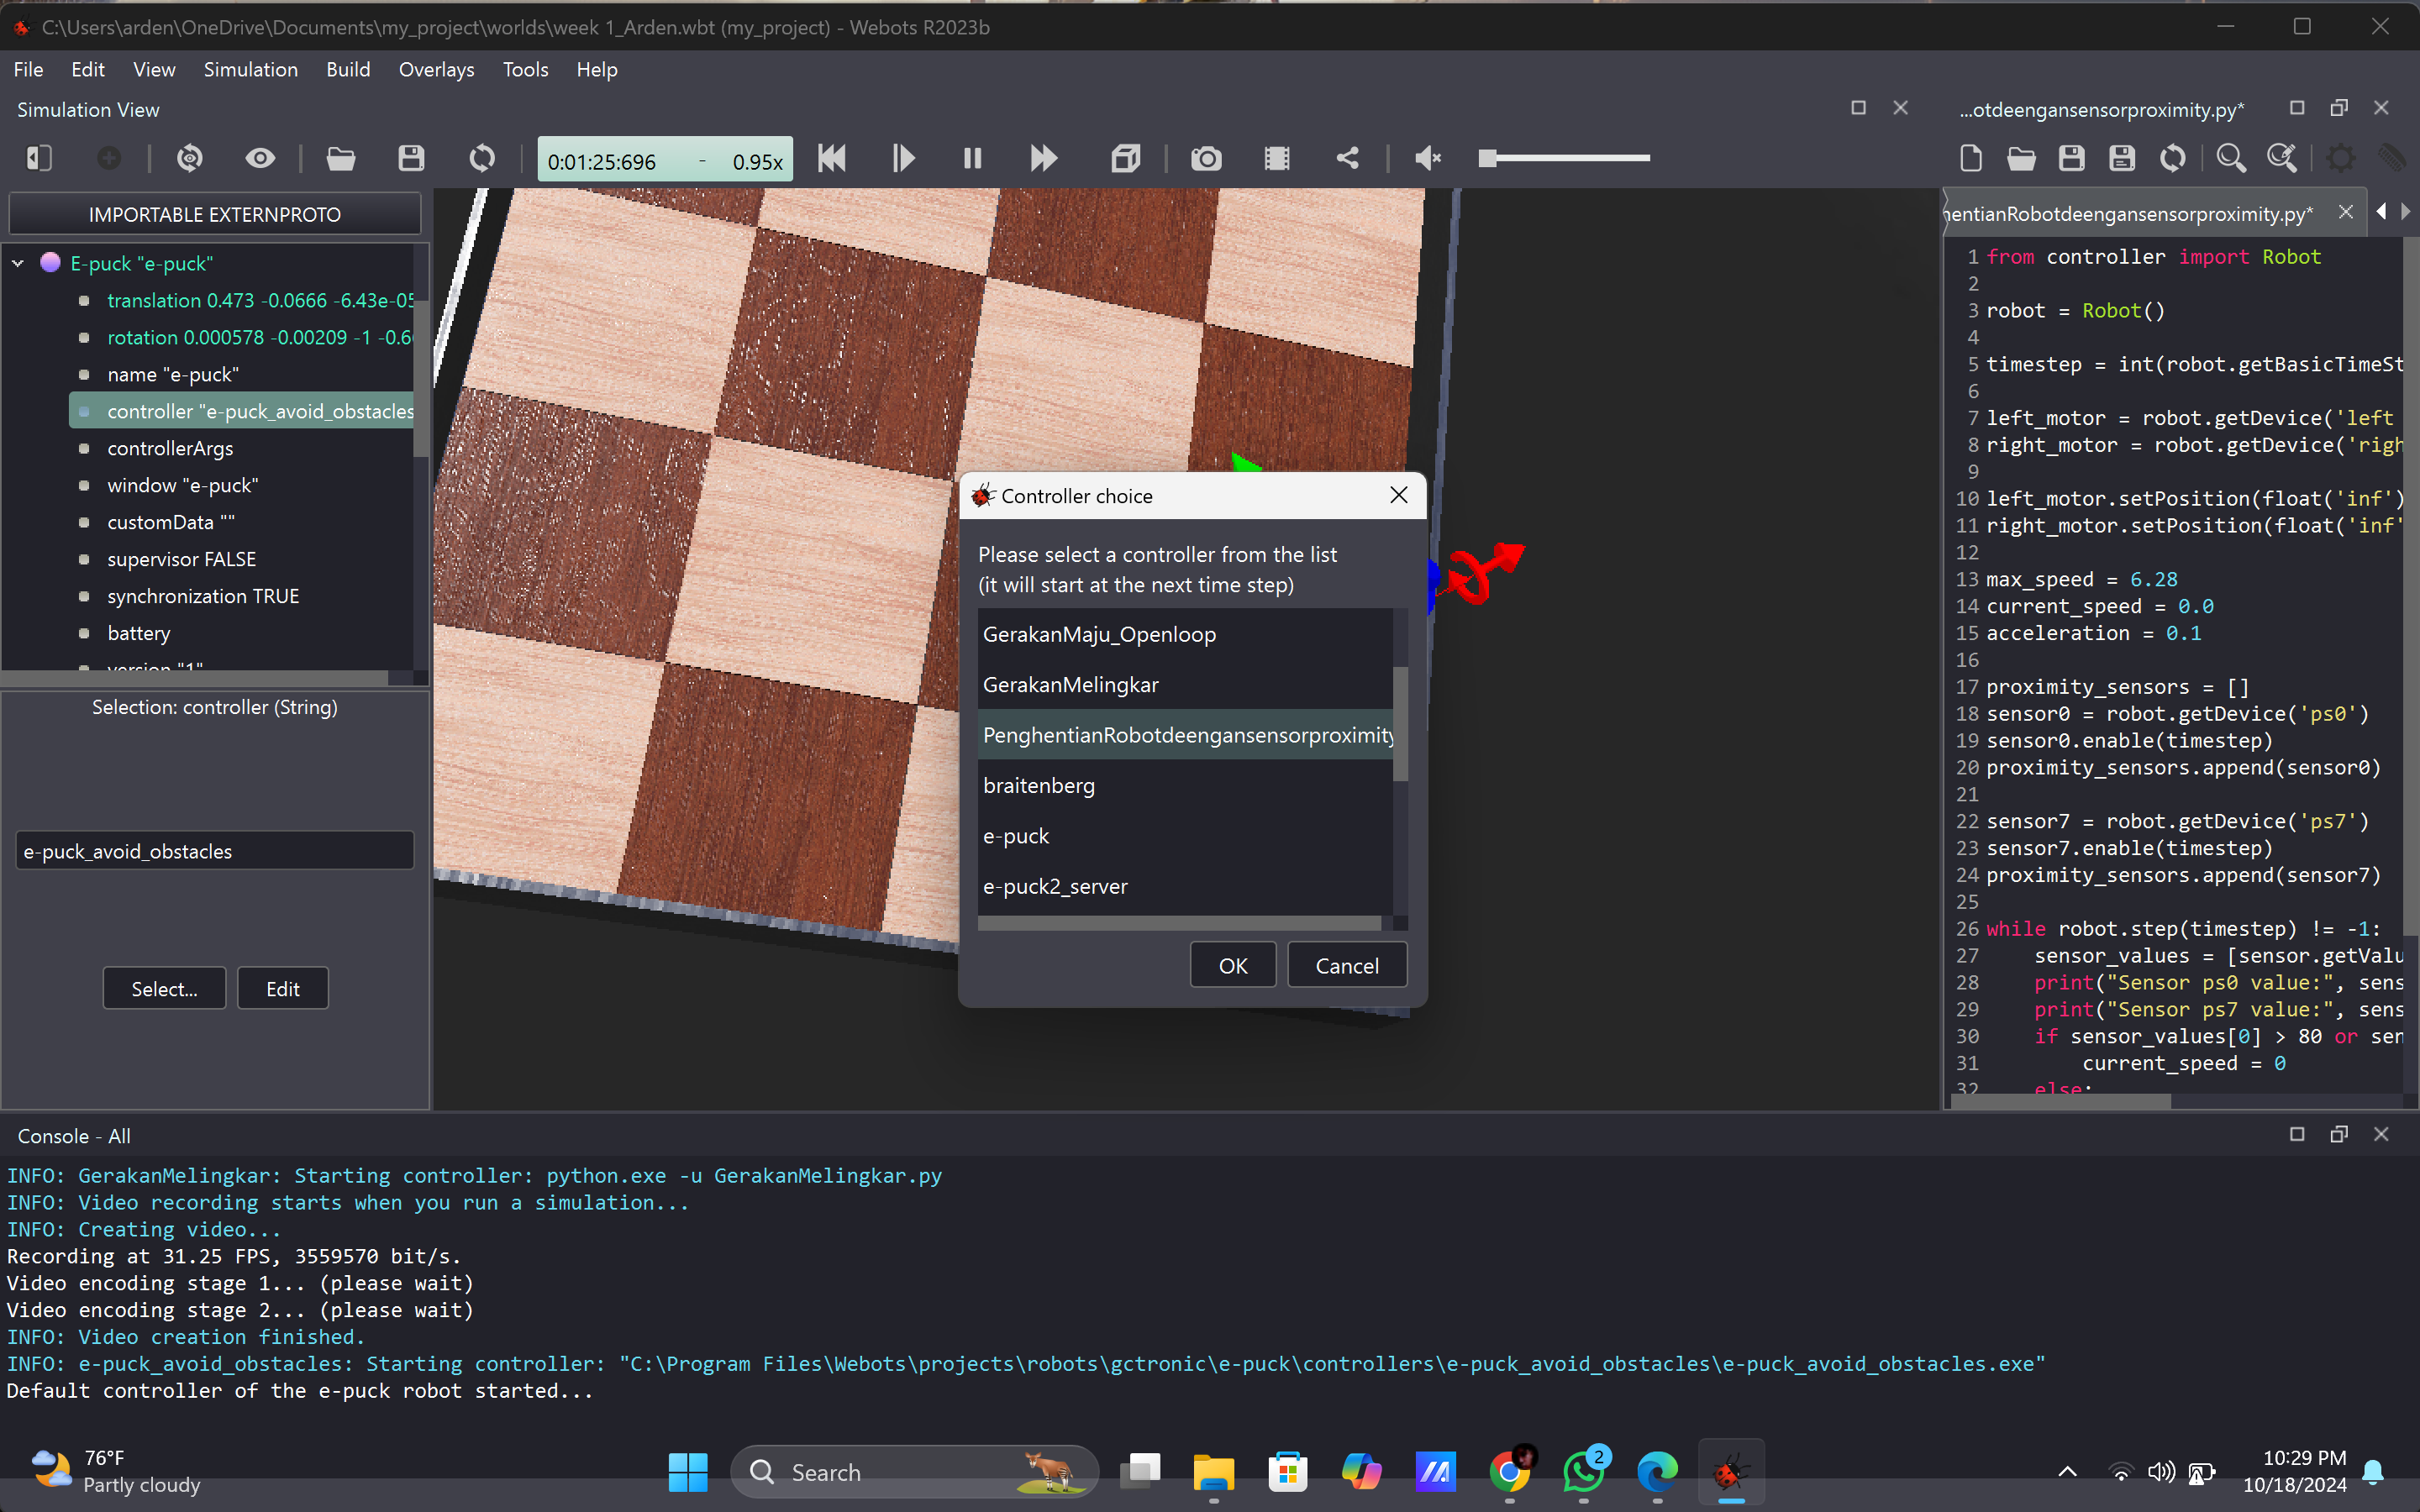 C:\Users\arden\OneDrive\Documents\my_project\worlds\week 1_Arden.wbt (my_project) - Webots R2023b
File Edit View Simulation Build Overlays Tools Help
Simulation View
...otdeengansensorproximity.py*
0:01:25:696 - 0.95x
IMPORTABLE EXTERNPROTO
E-puck "e-puck"
translation 0.473 -0.0666 -6.43e-05
rotation 0.000578 -0.00209 -1 -0.6
name "e-puck"
controller "e-puck_avoid_obstacles
controllerArgs
window "e-puck"
customData ""
supervisor FALSE
synchronization TRUE
battery
version "1"
Selection: controller (String)
e-puck_avoid_obstacles
Select... Edit
Controller choice
Please select a controller from the list
(it will start at the next time step)
GerakanMaju_Openloop
GerakanMelingkar
PenghentianRobotdeengansensorproximity
braitenberg
e-puck
e-puck2_server
OK Cancel
hentianRobotdeengansensorproximity.py*
1 from controller import Robot
2
3 robot = Robot()
4
5 timestep = int(robot.getBasicTimeSt
6
7 left_motor = robot.getDevice('left
8 right_motor = robot.getDevice('righ
9
10 left_motor.setPosition(float('inf')
11 right_motor.setPosition(float('inf'
12
13 max_speed = 6.28
14 current_speed = 0.0
15 acceleration = 0.1
16
17 proximity_sensors = []
18 sensor0 = robot.getDevice('ps0')
19 sensor0.enable(timestep)
20 proximity_sensors.append(sensor0)
21
22 sensor7 = robot.getDevice('ps7')
23 sensor7.enable(timestep)
24 proximity_sensors.append(sensor7)
25
26 while robot.step(timestep) != -1:
27 sensor_values = [sensor.getValu
28 print("Sensor ps0 value:", sens
29 print("Sensor ps7 value:", sens
30 if sensor_values[0] > 80 or sen
31 current_speed = 0
32 else:
Console - All
INFO: GerakanMelingkar: Starting controller: python.exe -u GerakanMelingkar.py
INFO: Video recording starts when you run a simulation...
INFO: Creating video...
Recording at 31.25 FPS, 3559570 bit/s.
Video encoding stage 1... (please wait)
Video encoding stage 2... (please wait)
INFO: Video creation finished.
INFO: e-puck_avoid_obstacles: Starting controller: "C:\Program Files\Webots\projects\robots\gctronic\e-puck\controllers\e-puck_avoid_obstacles\e-puck_avoid_obstacles.exe"
Default controller of the e-puck robot started...
76°F
Partly cloudy
Search
2
10:29 PM
10/18/2024